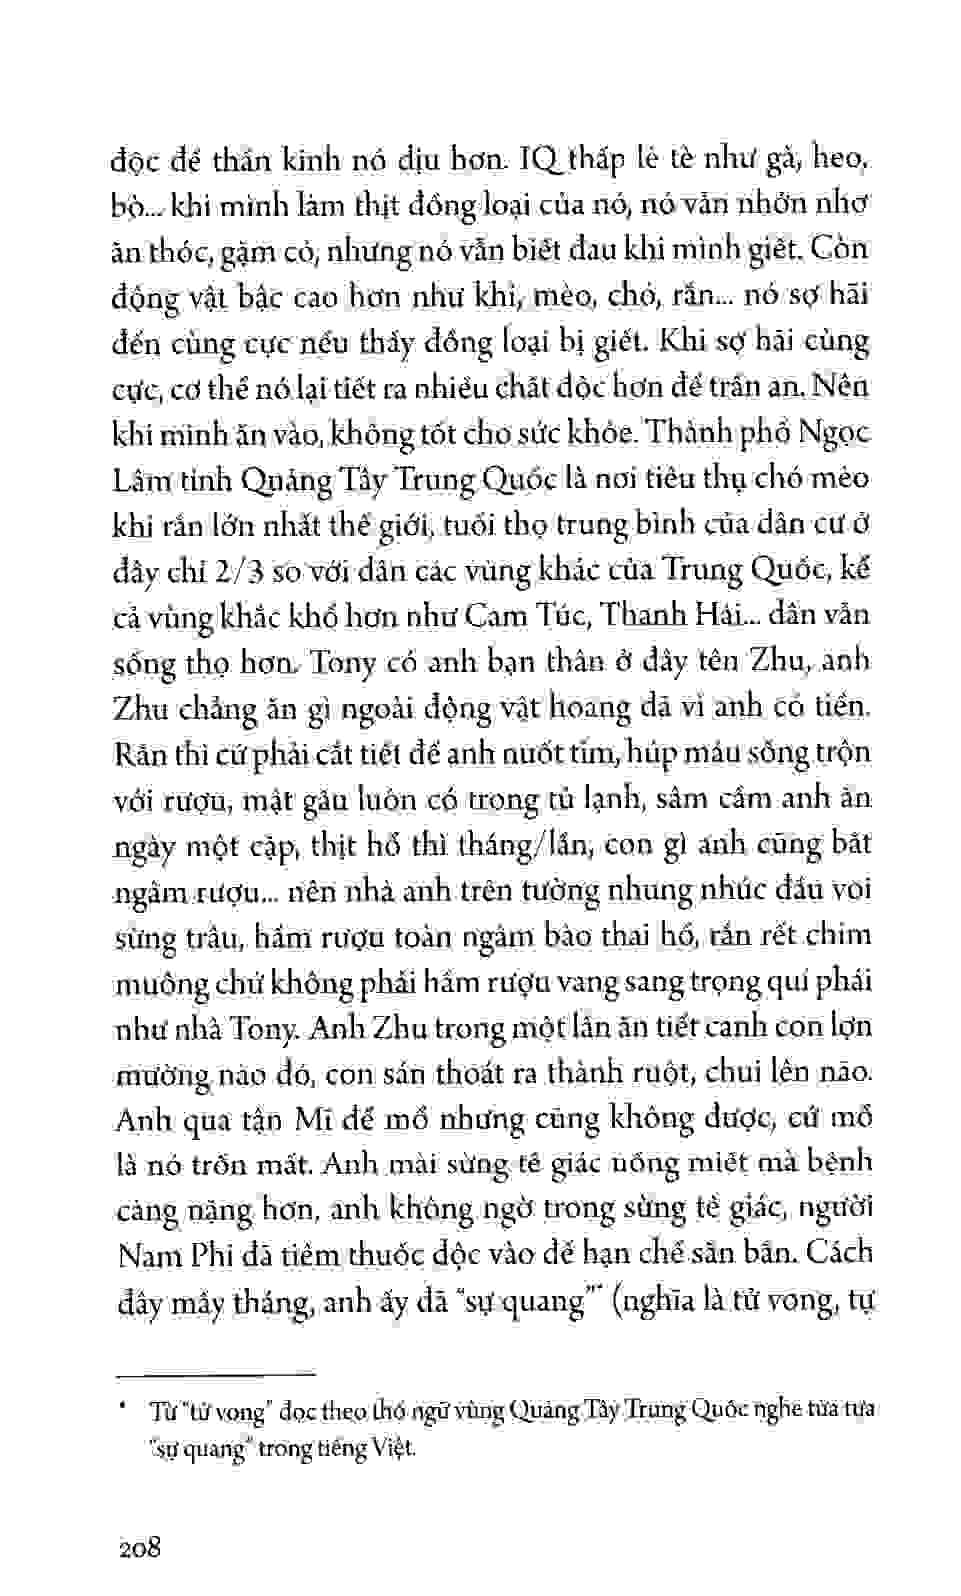 độc để thần kinh nó dịu hơn. IQ thấp lè tè như gà, heo,
bò... khi mình làm thịt đồng loại của nó, nó vẫn nhởn nhơ
ăn thóc, gặm cỏ, nhưng nó vẫn biết đau khi mình giết. Còn
động vật bậc cao hơn như khỉ, mèo, chó, rắn... nó sợ hãi
đến cùng cực nếu thấy đồng loại bị giết. Khi sợ hãi cùng
cực, cơ thể nó lại tiết ra nhiều chất độc hơn để trấn an. Nên
khi mình ăn vào, không tốt cho sức khỏe. Thành phố Ngọc
Lâm tỉnh Quảng Tây Trung Quốc là nơi tiêu thụ chó mèo
khỉ rắn lớn nhất thế giới, tuổi thọ trung bình của dân cư ở
đây chỉ 2/3 so với dân các vùng khác của Trung Quốc, kể
cả vùng khắc khổ hơn như Cam Túc, Thanh Hải... dân vẫn
sống thọ hơn. Tony có anh bạn thân ở đây tên Zhu, anh
Zhu chẳng ăn gì ngoài động vật hoang dã vì anh có tiền.
Rắn thì cứ phải cắt tiết để anh nuốt tim, húp máu sống trộn
với rượu, mật gấu luôn có trong tủ lạnh, sâm cầm anh ăn
ngày một cặp, thịt hổ thì tháng/lần, con gì anh cũng bắt
ngâm rượu... nên nhà anh trên tường nhung nhúc đầu voi
sừng trâu, hầm rượu toàn ngâm bào thai hổ, rắn rết chim
muông chứ không phải hầm rượu vang sang trọng quí phái
như nhà Tony. Anh Zhu trong một lần ăn tiết canh con lợn
mường nào đó, con sán thoát ra thành ruột, chui lên não.
Anh qua tận Mĩ để mổ nhưng cũng không được, cứ mổ
là nó trốn mất. Anh mài sừng tê giác uống miết mà bệnh
càng nặng hơn, anh không ngờ trong sừng tê giác, người
Nam Phi đã tiêm thuốc độc vào để hạn chế săn bắn. Cách
đây mấy tháng, anh ấy đã "sự quang"* (nghĩa là tử vong, tự
* Từ "tử vong" đọc theo thổ ngữ vùng Quảng Tây Trung Quốc nghe tựa tựa
"sự quang" trong tiếng Việt.
208